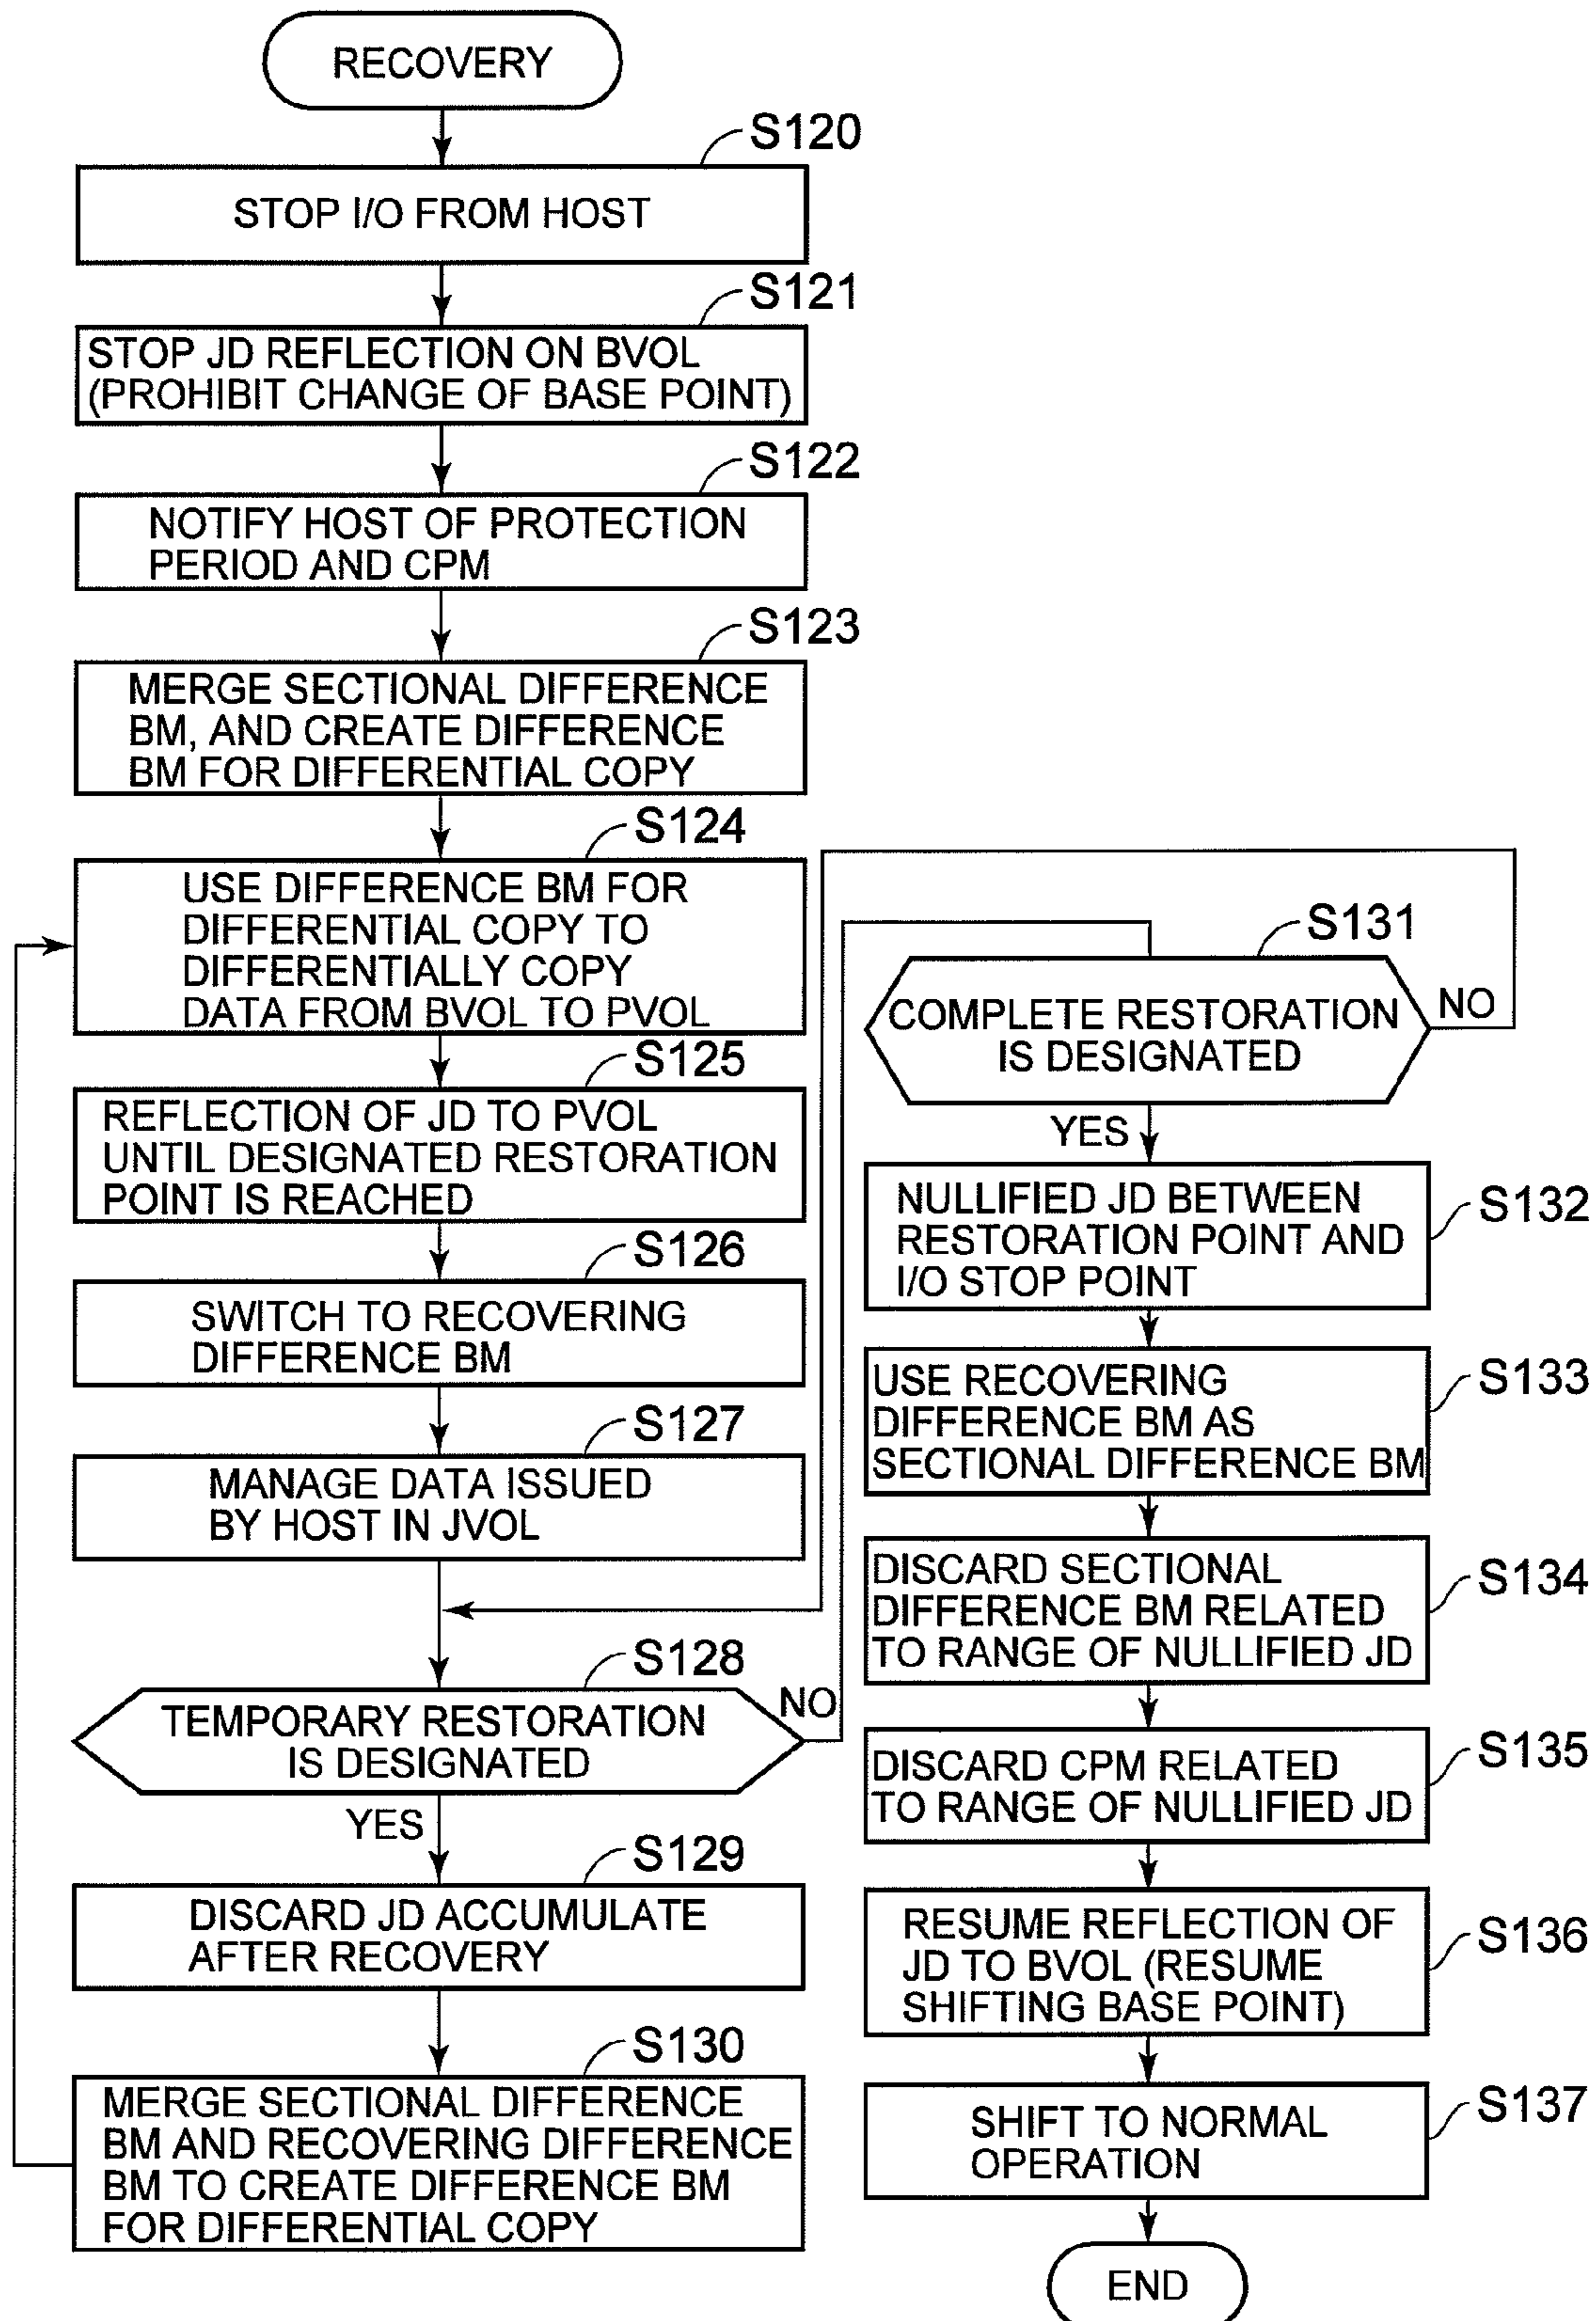 RECOVERY
S120
STOP I/O FROM HOST
S121
STOP JD REFLECTION ON BVOL
(PROHIBIT CHANGE OF BASE POINT)
S122
NOTIFY HOST OF PROTECTION
PERIOD AND CPM
S123
MERGE SECTIONAL DIFFERENCE
BM, AND CREATE DIFFERENCE
BM FOR DIFFERENTIAL COPY
S124
USE DIFFERENCE BM FOR
DIFFERENTIAL COPY TO
DIFFERENTIALLY COPY
DATA FROM BVOL TO PVOL
S125
REFLECTION OF JD TO PVOL
UNTIL DESIGNATED RESTORATION
POINT IS REACHED
S126
SWITCH TO RECOVERING
DIFFERENCE BM
S127
MANAGE DATA ISSUED
BY HOST IN JVOL
S128
TEMPORARY RESTORATION
IS DESIGNATED
NO
YES
S129
DISCARD JD ACCUMULATE
AFTER RECOVERY
S130
MERGE SECTIONAL DIFFERENCE
BM AND RECOVERING DIFFERENCE
BM TO CREATE DIFFERENCE BM
FOR DIFFERENTIAL COPY
S131
COMPLETE RESTORATION
IS DESIGNATED
NO
YES
NULLIFIED JD BETWEEN
RESTORATION POINT AND
I/O STOP POINT
S132
USE RECOVERING
DIFFERENCE BM AS
SECTIONAL DIFFERENCE BM
S133
DISCARD SECTIONAL
DIFFERENCE BM RELATED
TO RANGE OF NULLIFIED JD
S134
DISCARD CPM RELATED
TO RANGE OF NULLIFIED JD
S135
RESUME REFLECTION OF
JD TO BVOL (RESUME
SHIFTING BASE POINT)
S136
SHIFT TO NORMAL
OPERATION
S137
END